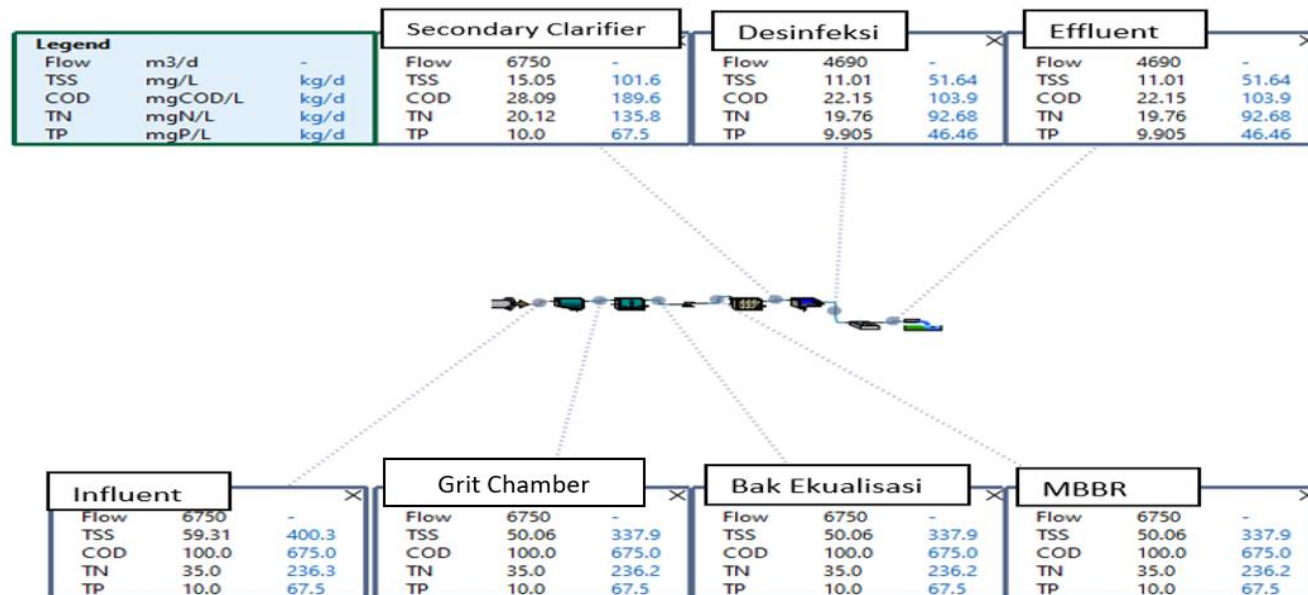 Legend
Flow m3/d -
TSS mg/L kg/d
COD mgCOD/L kg/d
TN mgN/L kg/d
TP mgP/L kg/d
Secondary Clarifier
Flow 6750 -
TSS 15.05 101.6
COD 28.09 189.6
TN 20.12 135.8
TP 10.0 67.5
Desinfeksi
Flow 4690 -
TSS 11.01 51.64
COD 22.15 103.9
TN 19.76 92.68
TP 9.905 46.46
Effluent
Flow 4690 -
TSS 11.01 51.64
COD 22.15 103.9
TN 19.76 92.68
TP 9.905 46.46
Influent
Flow 6750 -
TSS 59.31 400.3
COD 100.0 675.0
TN 35.0 236.3
TP 10.0 67.5
Grit Chamber
Flow 6750 -
TSS 50.06 337.9
COD 100.0 675.0
TN 35.0 236.2
TP 10.0 67.5
Bak Ekualisasi
Flow 6750 -
TSS 50.06 337.9
COD 100.0 675.0
TN 35.0 236.2
TP 10.0 67.5
MBBR
Flow 6750 -
TSS 50.06 337.9
COD 100.0 675.0
TN 35.0 236.2
TP 10.0 67.5